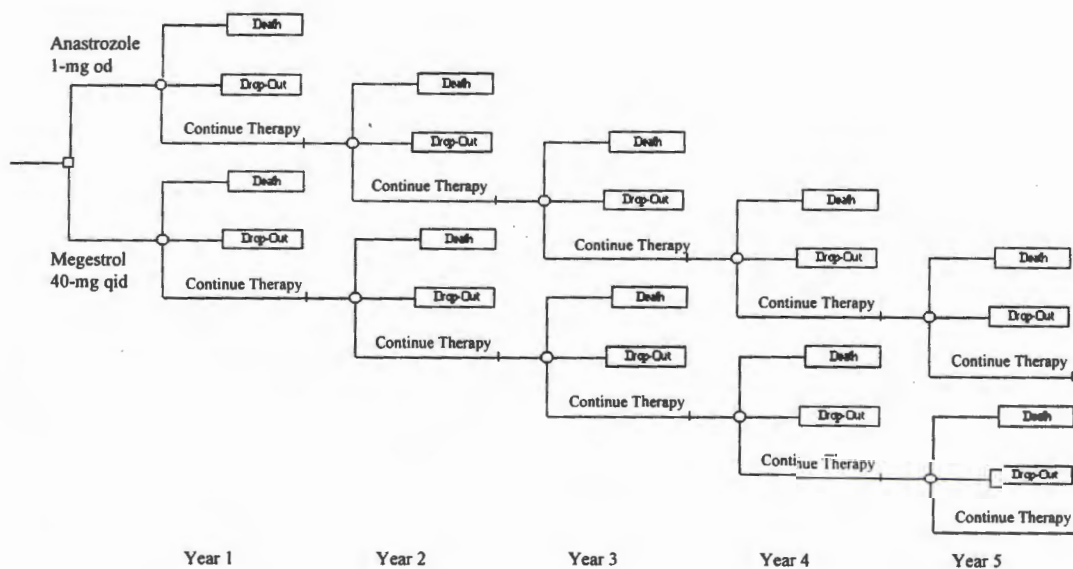 Death
Anastrozole
1-mg od
Drop-Out
Death
Continue Therapy
Drop-Out
Death
Death
Continue Therapy
Drop-Out
Death
Drop-Out
Death
Megestrol
40-mg qid
Continue Therapy
Drop-Out
Death
Continue Therapy
Drop-Out
Death
Continue Therapy
Drop-Out
Continue Therapy
Drop-Out
Death
Continue Therapy
Continue Therapy
Drop-Out
Death
Continue Therapy
Drop-Out
Continue Therapy
Year 1 Year 2 Year 3 Year 4 Year 5